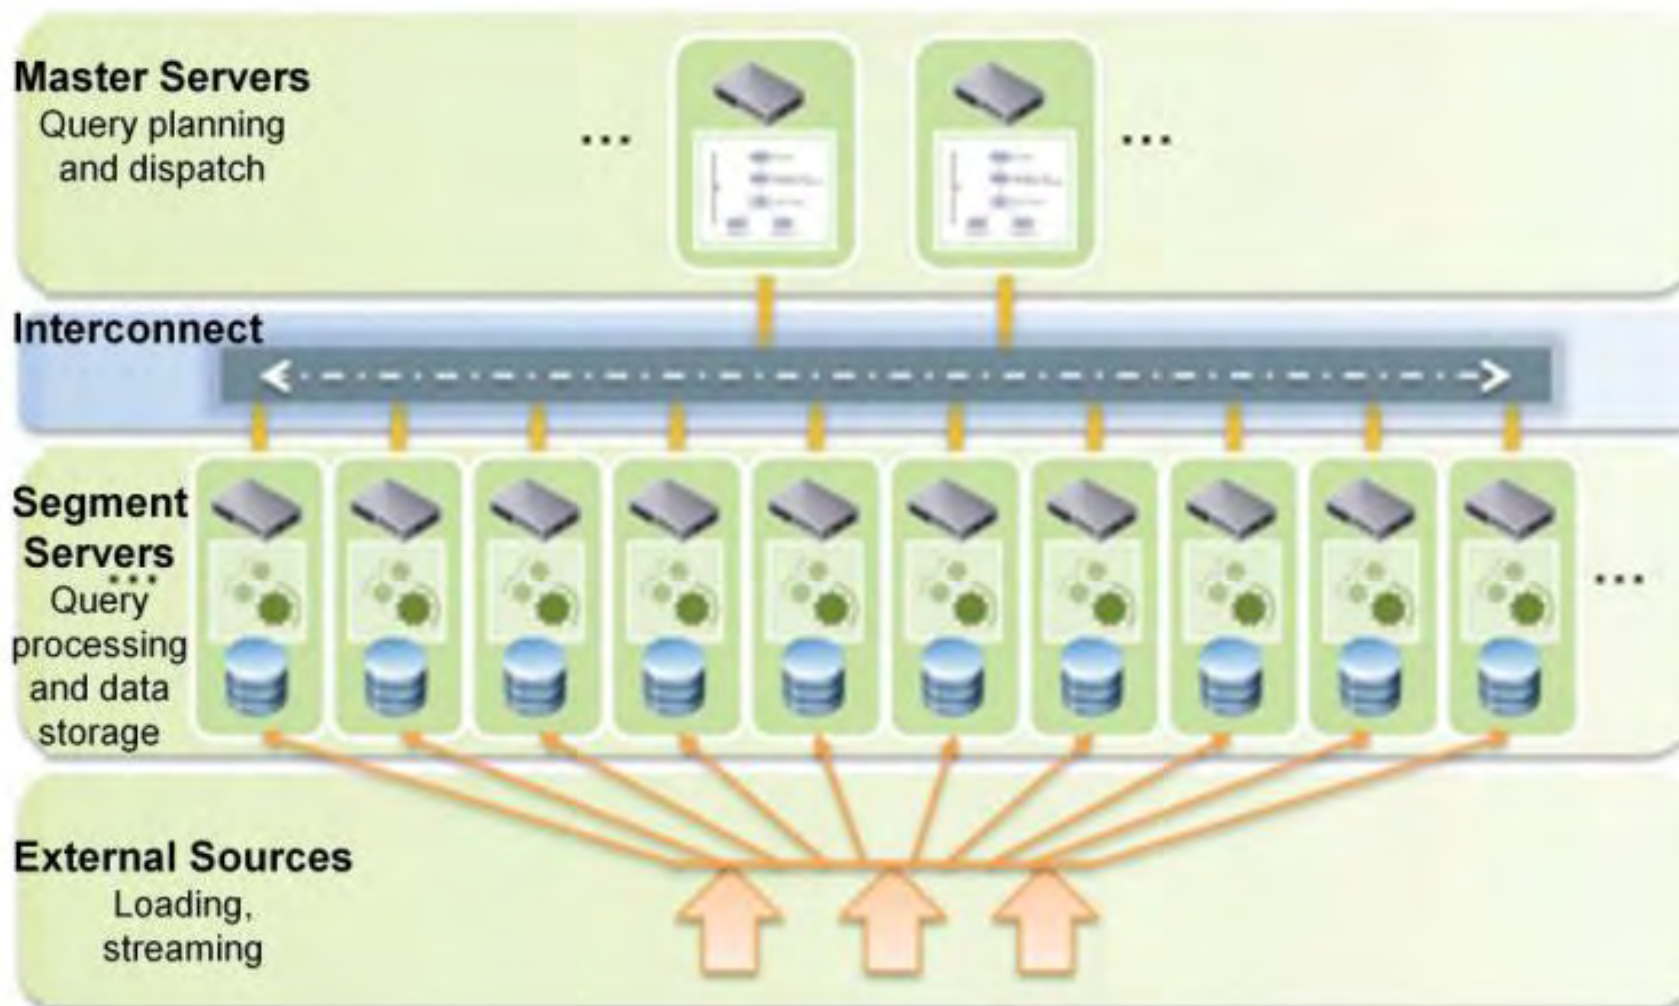 Master Servers
Query planning
and dispatch
...
...
Interconnect
Segment
Servers
...
Query
processing
and data
storage
...
External Sources
Loading,
streaming